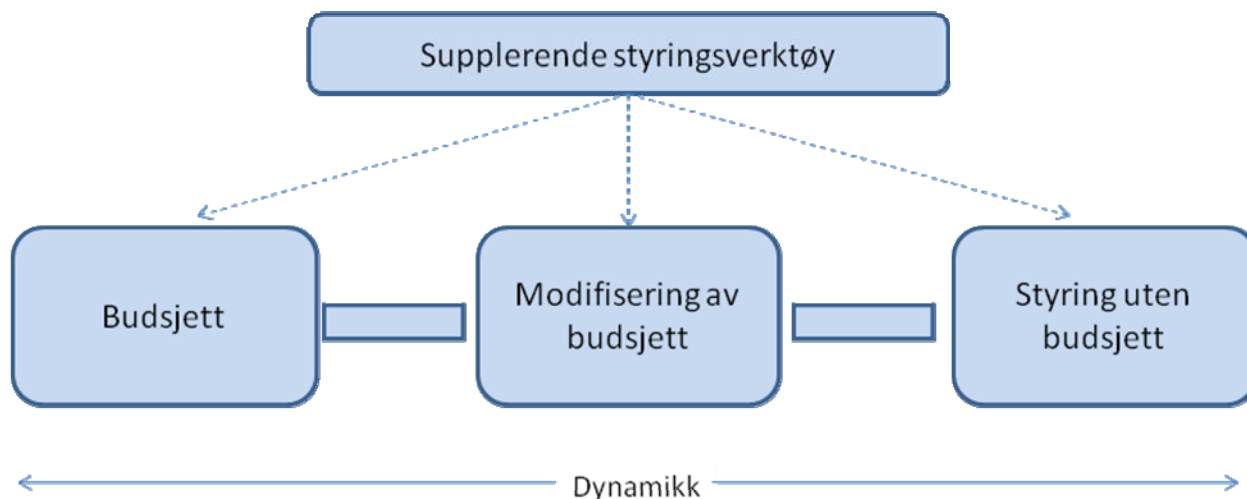 Supplerende styringsverktøy
Budsjett
Modifisering av
budsjett
Styring uten
budsjett
Dynamikk